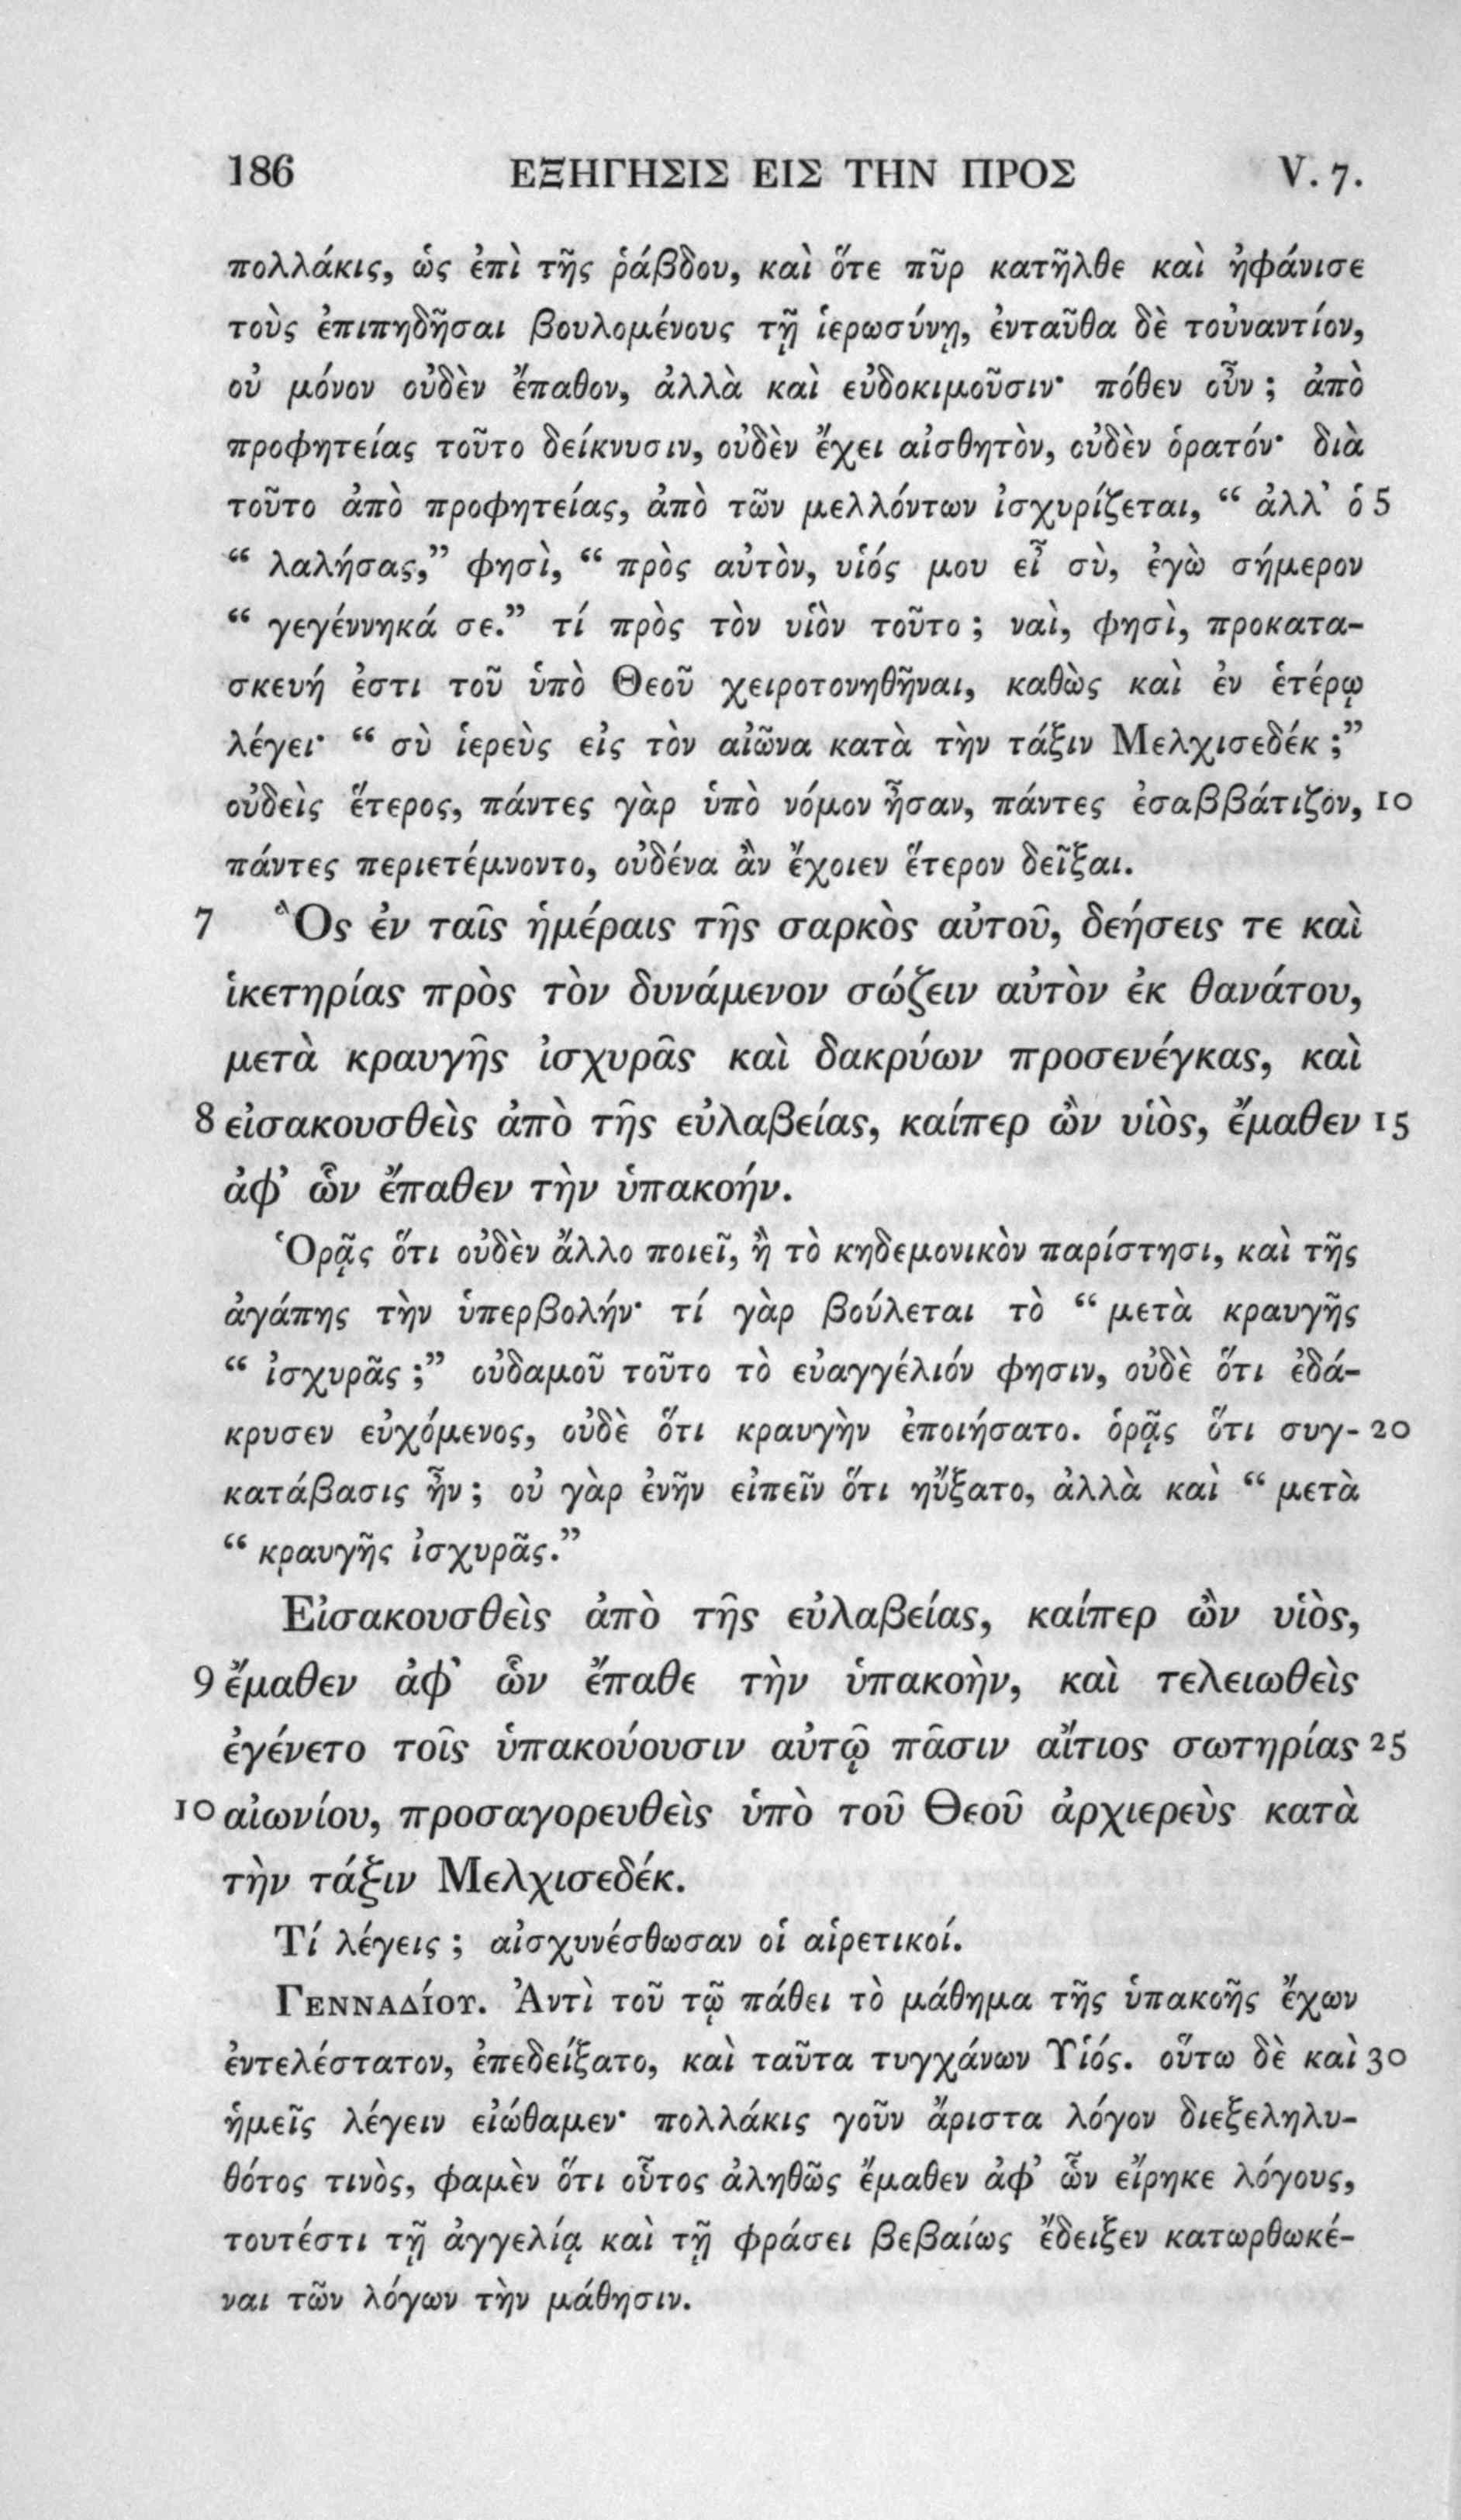 186 ΕΞΗΓΗΣΙΣ ΕΙΣ ΤΗΝ ΠΡΟΣ V. 7.
πολλάκις, ὡς ἐπὶ τῆς ῥάβδου, καὶ ὅτε πῦρ κατῆλθε καὶ ἠφάνισε
τοὺς ἐπιπηδῆσαι βουλομένους τῇ ἱερωσύνῃ, ἐνταῦθα δὲ τοὐναντίον,
οὐ μόνον οὐδὲν ἔπαθον, ἀλλὰ καὶ εὐδοκιμοῦσιν· πόθεν οὖν ; ἀπὸ
προφητείας τοῦτο δείκνυσιν, οὐδὲν ἔχει αἰσθητὸν, οὐδὲν ὁρατόν· διὰ
τοῦτο ἀπὸ προφητείας, ἀπὸ τῶν μελλόντων ἰσχυρίζεται, “ ἀλλ’ ὁ 5
“ λαλήσας,” φησὶ, “ πρὸς αὐτὸν, υἱός μου εἶ σὺ, ἐγὼ σήμερον
“ γεγέννηκά σε.” τί πρὸς τὸν υἱὸν τοῦτο ; ναὶ, φησὶ, προκατα-
σκευή ἐστι τοῦ ὑπὸ Θεοῦ χειροτονηθῆναι, καθὼς καὶ ἐν ἑτέρῳ
λέγει· “ σὺ ἱερεὺς εἰς τὸν αἰῶνα κατὰ τὴν τάξιν Μελχισεδέκ ;”
οὐδεὶς ἕτερος, πάντες γὰρ ὑπὸ νόμον ἦσαν, πάντες ἐσαββάτιζον, 10
πάντες περιετέμνοντο, οὐδένα ἂν ἔχοιεν ἕτερον δεῖξαι.
7 Ὃς ἐν ταῖς ἡμέραις τῆς σαρκὸς αὐτοῦ, δεήσεις τε καὶ
ἱκετηρίας πρὸς τὸν δυνάμενον σώζειν αὐτὸν ἐκ θανάτου,
μετὰ κραυγῆς ἰσχυρᾶς καὶ δακρύων προσενέγκας, καὶ
8 εἰσακουσθεὶς ἀπὸ τῆς εὐλαβείας, καίπερ ὢν υἱὸς, ἔμαθεν 15
ἀφ’ ὧν ἔπαθεν τὴν ὑπακοήν.
Ὁρᾷς ὅτι οὐδὲν ἄλλο ποιεῖ, ἢ τὸ κηδεμονικὸν παρίστησι, καὶ τῆς
ἀγάπης τὴν ὑπερβολήν· τί γὰρ βούλεται τὸ “ μετὰ κραυγῆς
“ ἰσχυρᾶς ;” οὐδαμοῦ τοῦτο τὸ εὐαγγέλιόν φησιν, οὐδὲ ὅτι ἐδά-
κρυσεν εὐχόμενος, οὐδὲ ὅτι κραυγὴν ἐποιήσατο. ὁρᾷς ὅτι συγ- 20
κατάβασις ἦν ; οὐ γὰρ ἐνῆν εἰπεῖν ὅτι ηὔξατο, ἀλλὰ καὶ “ μετὰ
“ κραυγῆς ἰσχυρᾶς.”
Εἰσακουσθεὶς ἀπὸ τῆς εὐλαβείας, καίπερ ὢν υἱὸς,
9 ἔμαθεν ἀφ’ ὧν ἔπαθε τὴν ὑπακοὴν, καὶ τελειωθεὶς
ἐγένετο τοῖς ὑπακούουσιν αὐτῷ πᾶσιν αἴτιος σωτηρίας 25
10 αἰωνίου, προσαγορευθεὶς ὑπὸ τοῦ Θεοῦ ἀρχιερεὺς κατὰ
τὴν τάξιν Μελχισεδέκ.
Τί λέγεις ; αἰσχυνέσθωσαν οἱ αἱρετικοί.
ΓΕΝΝΑΔΊΟΥ. Ἀντὶ τοῦ τῷ πάθει τὸ μάθημα τῆς ὑπακοῆς ἔχων
ἐντελέστατον, ἐπεδείξατο, καὶ ταῦτα τυγχάνων Υἱός. οὕτω δὲ καὶ 30
ἡμεῖς λέγειν εἰώθαμεν· πολλάκις γοῦν ἄριστα λόγον διεξεληλυ-
θότος τινὸς, φαμὲν ὅτι οὗτος ἀληθῶς ἔμαθεν ἀφ’ ὧν εἴρηκε λόγους,
τουτέστι τῇ ἀγγελίᾳ καὶ τῇ φράσει βεβαίως ἔδειξεν κατωρθωκέ-
ναι τῶν λόγων τὴν μάθησιν.